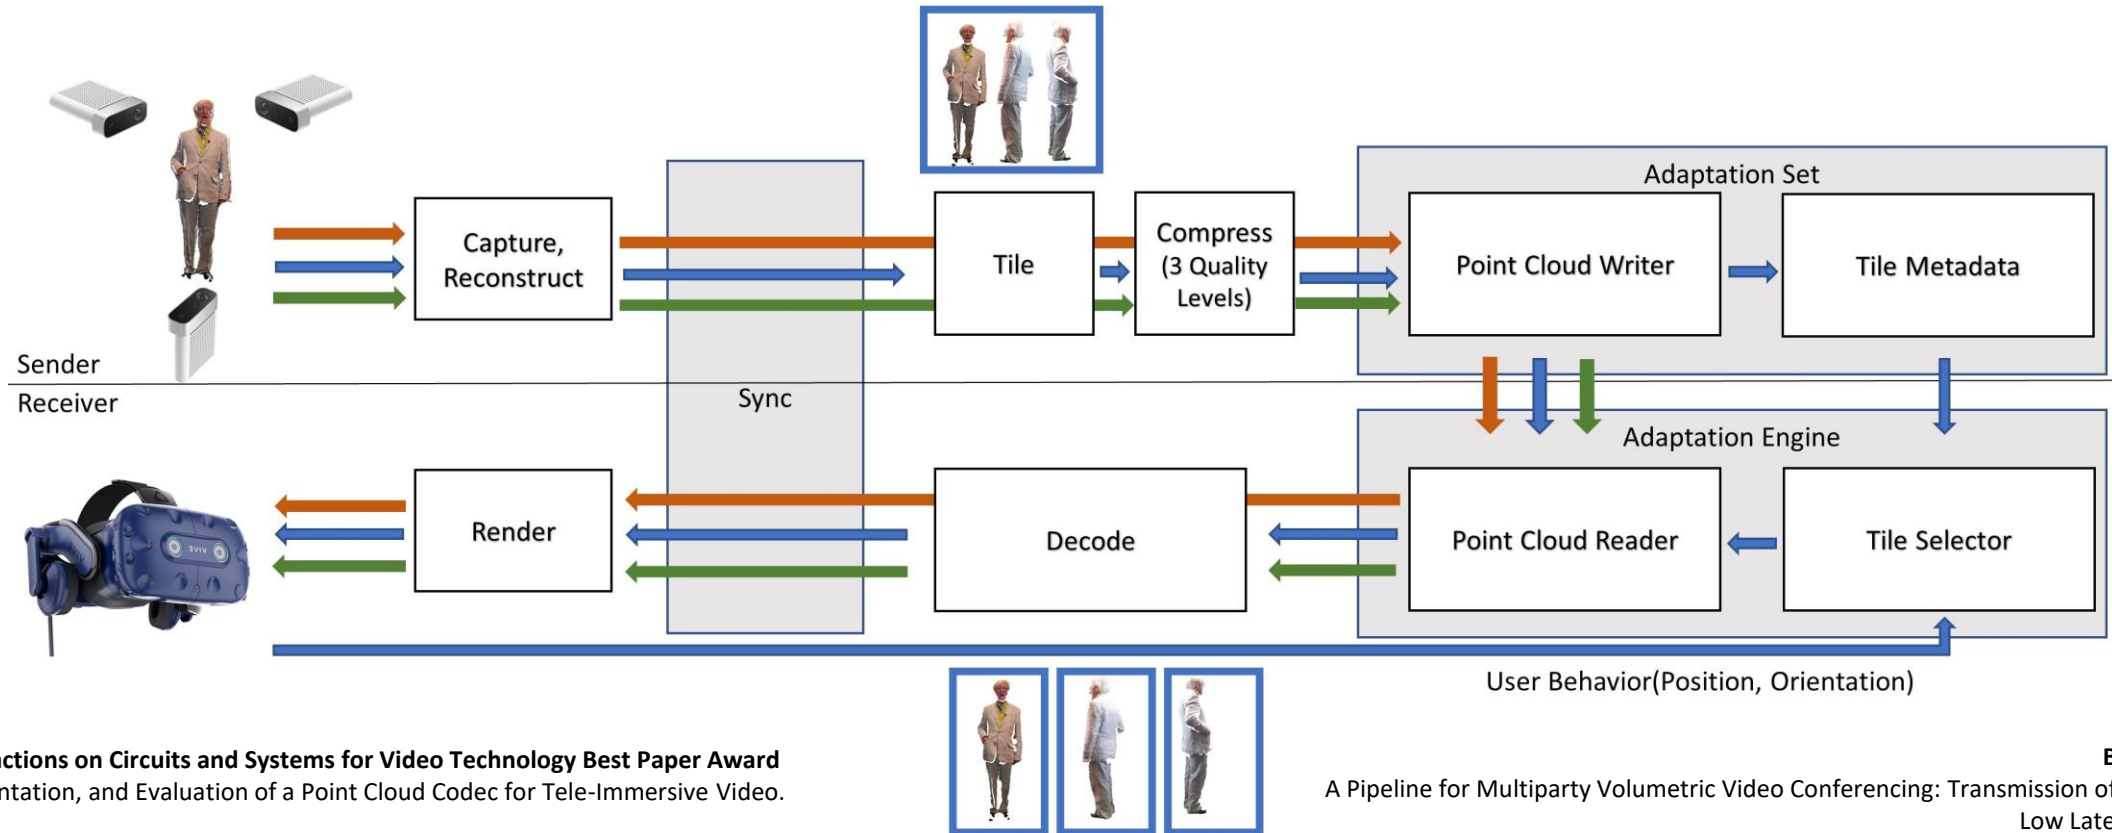 Adaptation Set
Capture,
Reconstruct
Tile
Compress
(3 Quality
Levels)
Point Cloud Writer
Tile Metadata
Sender
Receiver
Sync
Adaptation Engine
Render
Decode
Point Cloud Reader
Tile Selector
VIVE
User Behavior(Position, Orientation)
actions on Circuits and Systems for Video Technology Best Paper Award
ntation, and Evaluation of a Point Cloud Codec for Tele-Immersive Video.
A Pipeline for Multiparty Volumetric Video Conferencing: Transmission of
Low Late